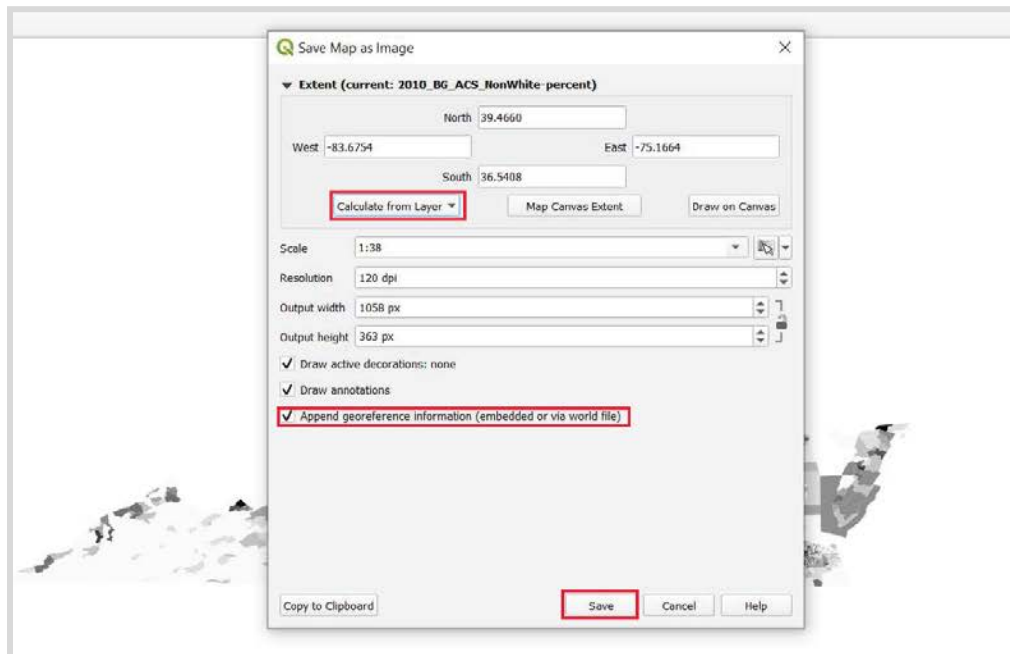 Save Map as Image
Extent (current: 2010_BG_ACS_NonWhite-percent)
North 39.4660
West -83.6754 East -75.1664
South 36.5408
Calculate from Layer Map Canvas Extent Draw on Canvas
Scale 1:38
Resolution 120 dpi
Output width 1058 px
Output height 363 px
Draw active decorations: none
Draw annotations
Append georeference information (embedded or via world file)
Copy to Clipboard Save Cancel Help